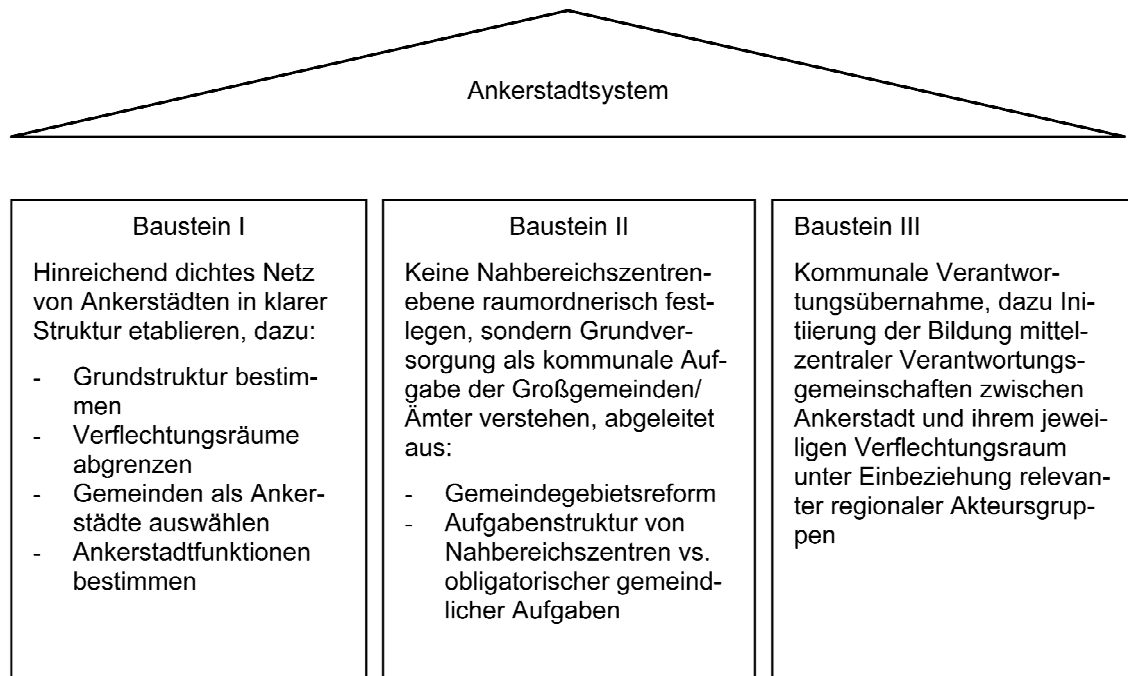 Ankerstadtsystem
Baustein I
Hinreichend dichtes Netz
von Ankerstädten in klarer
Struktur etablieren, dazu:
- Grundstruktur bestim-
men
- Verflechtungsräume
abgrenzen
- Gemeinden als Anker-
städte auswählen
- Ankerstadtfunktionen
bestimmen
Baustein II
Keine Nahbereichszentren-
ebene raumordnerisch fest-
legen, sondern Grundver-
sorgung als kommunale Auf-
gabe der Großgemeinden/
Ämter verstehen, abgeleitet
aus:
- Gemeindegebietsreform
- Aufgabenstruktur von
Nahbereichszentren vs.
obligatorischer gemeind-
licher Aufgaben
Baustein III
Kommunale Verantwor-
tungsübernahme, dazu Ini-
tiierung der Bildung mittel-
zentraler Verantwortungs-
gemeinschaften zwischen
Ankerstadt und ihrem jewei-
ligen Verflechtungsraum
unter Einbeziehung relevan-
ter regionaler Akteursgrup-
pen